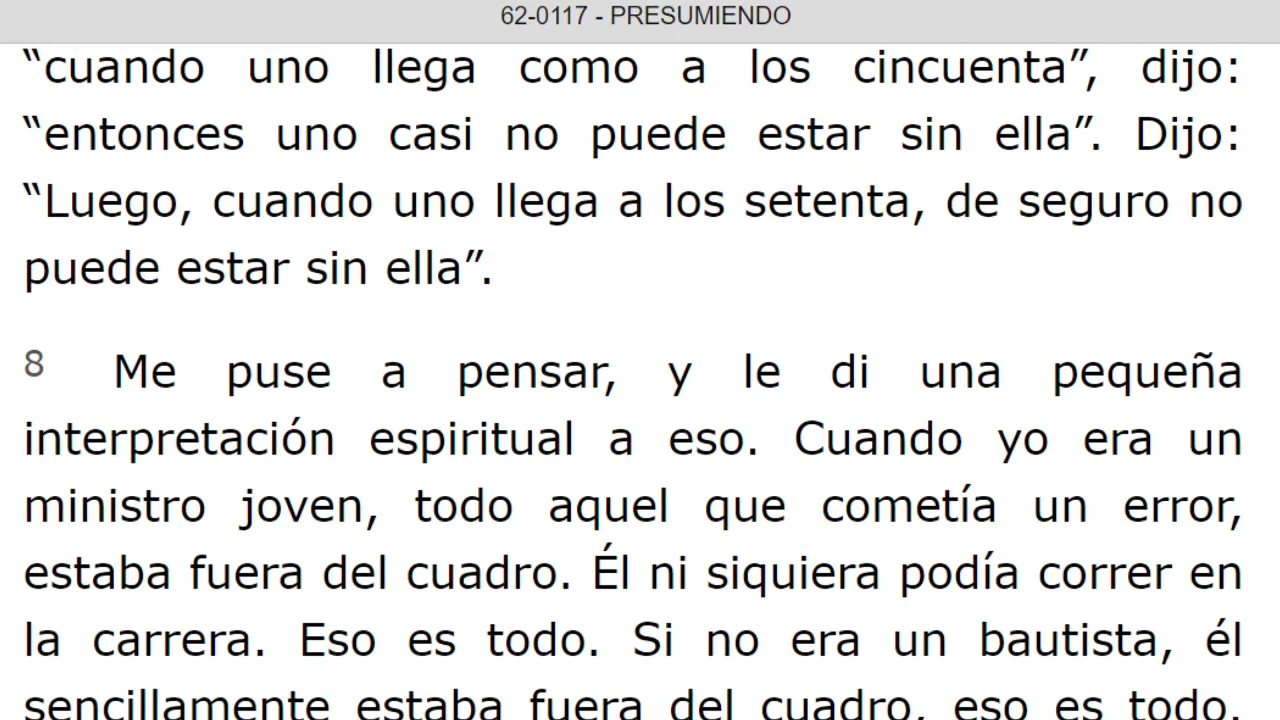 62-0117 - PRESUMIENDO
“cuando uno llega como a los cincuenta”, dijo:
“entonces uno casi no puede estar sin ella”. Dijo:
“Luego, cuando uno llega a los setenta, de seguro no
puede estar sin ella”.
8 Me puse a pensar, y le di una pequeña
interpretación espiritual a eso. Cuando yo era un
ministro joven, todo aquel que cometía un error,
estaba fuera del cuadro. Él ni siquiera podía correr en
la carrera. Eso es todo. Si no era un bautista, él
sencillamente estaba fuera del cuadro, eso es todo.